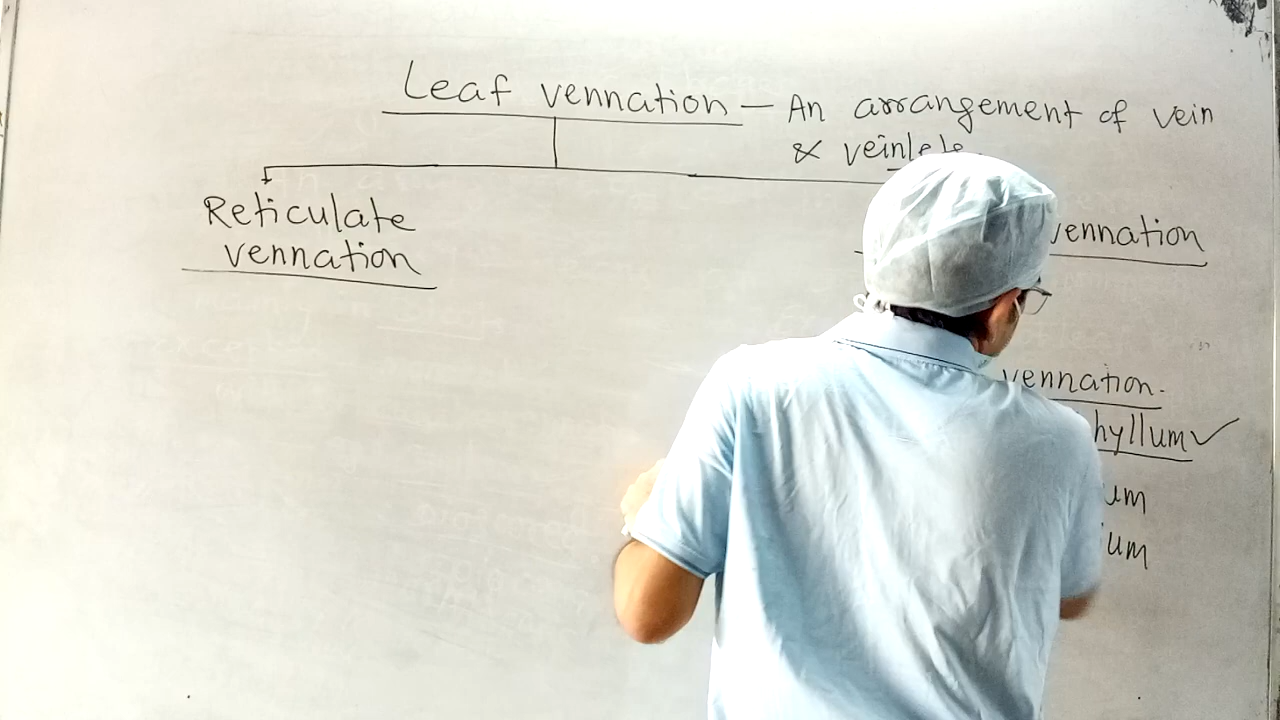 Leaf vennation — An arrangement of vein
& veinlets
Reticulate
vennation
vennation
vennation.
hyllum ✓
um
ium